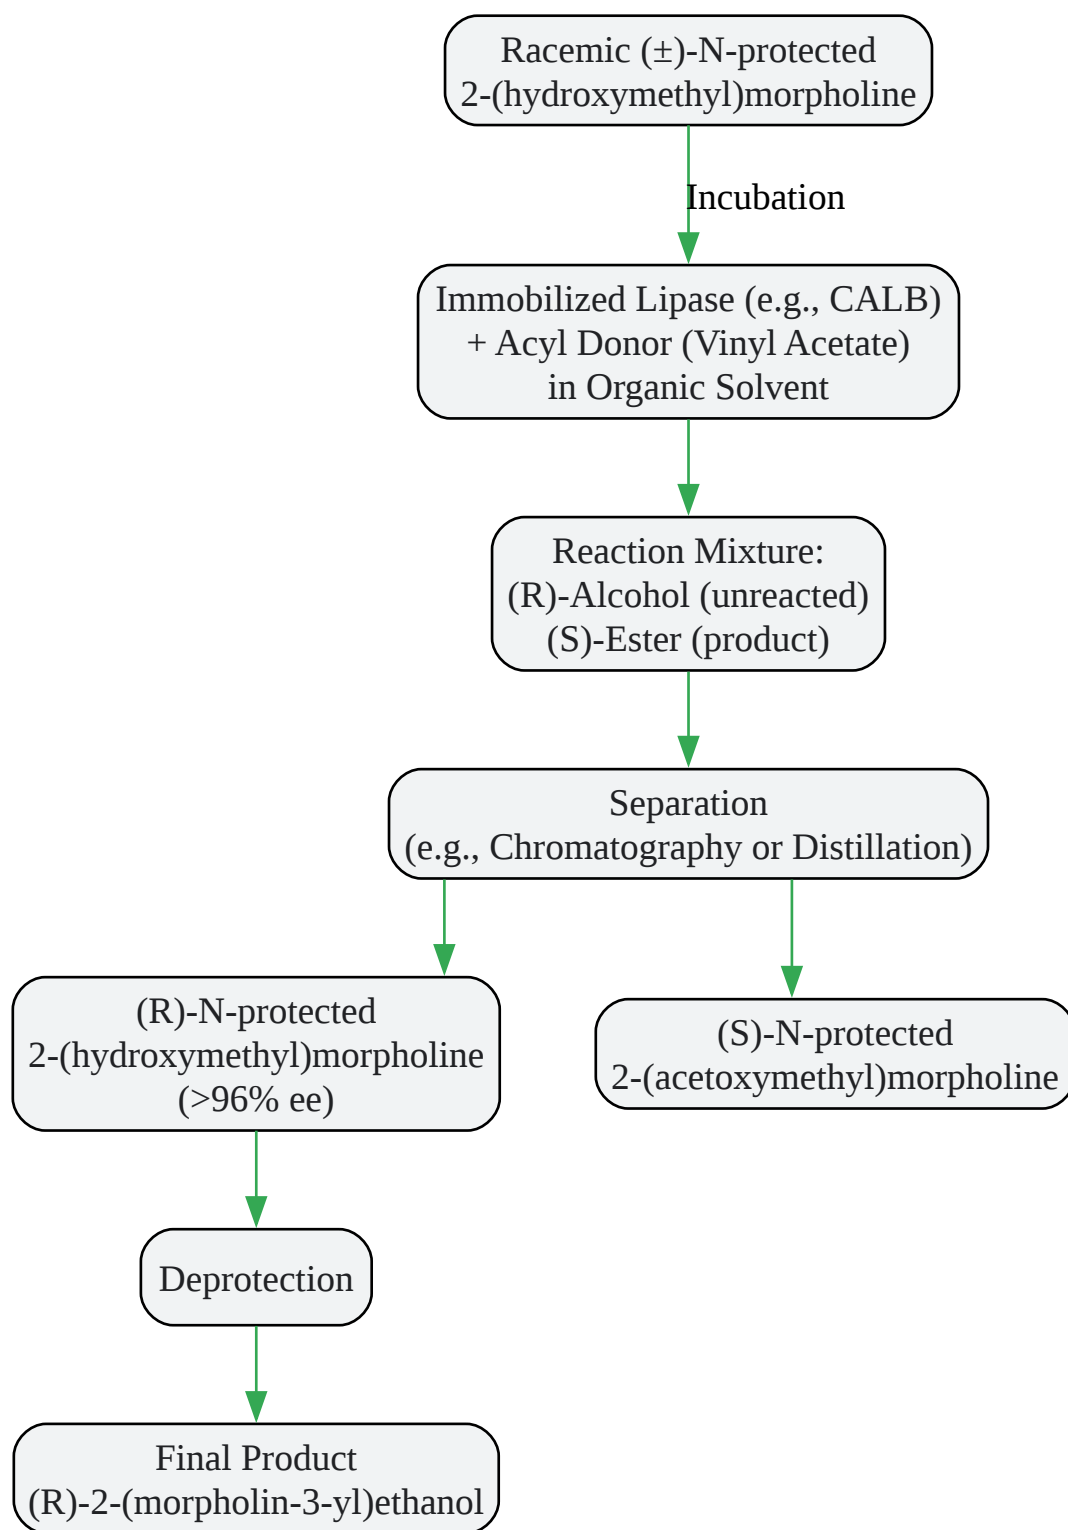 Racemic (±)-N-protected
2-(hydroxymethyl)morpholine
Incubation
Immobilized Lipase (e.g., CALB)
+ Acyl Donor (Vinyl Acetate)
in Organic Solvent
Reaction Mixture:
(R)-Alcohol (unreacted)
(S)-Ester (product)
Separation
(e.g., Chromatography or Distillation)
(R)-N-protected
2-(hydroxymethyl)morpholine
(>96% ee)
(S)-N-protected
2-(acetoxymethyl)morpholine
Deprotection
Final Product
(R)-2-(morpholin-3-yl)ethanol